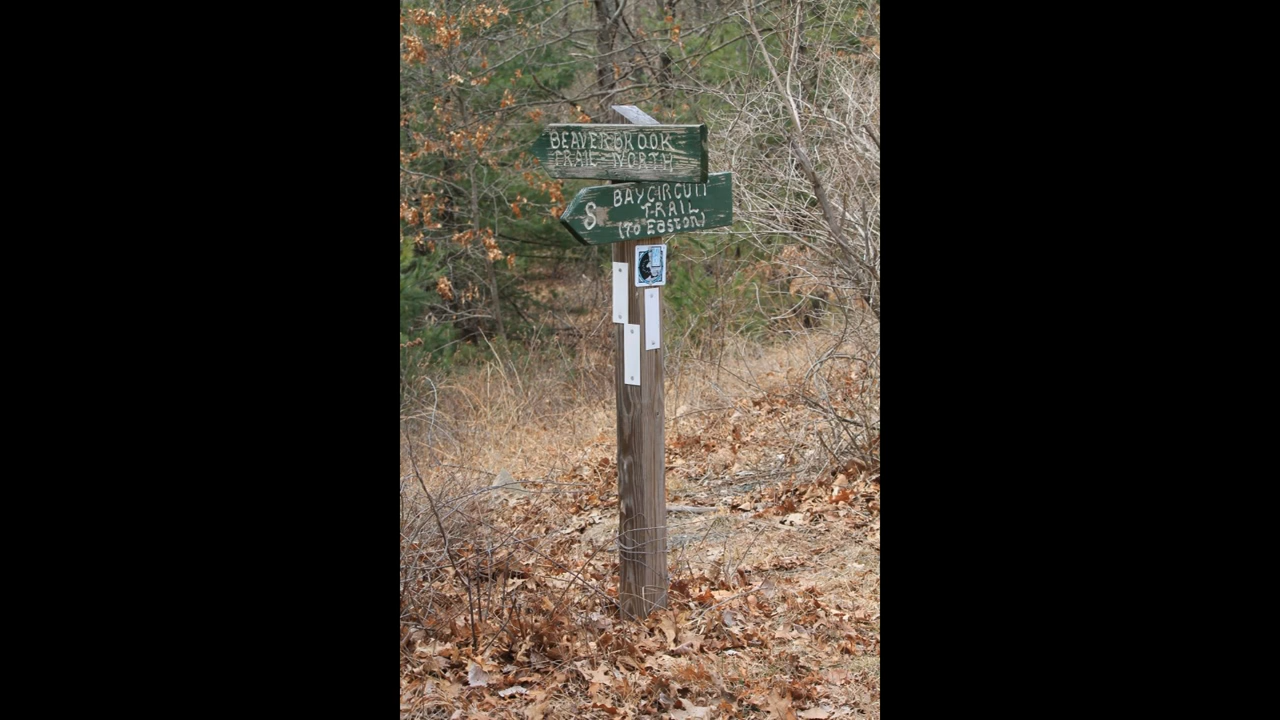 BEAVERBROOK
TRAIL NORTH
S BAY CIRCUIT
TRAIL
(TO EASTON)